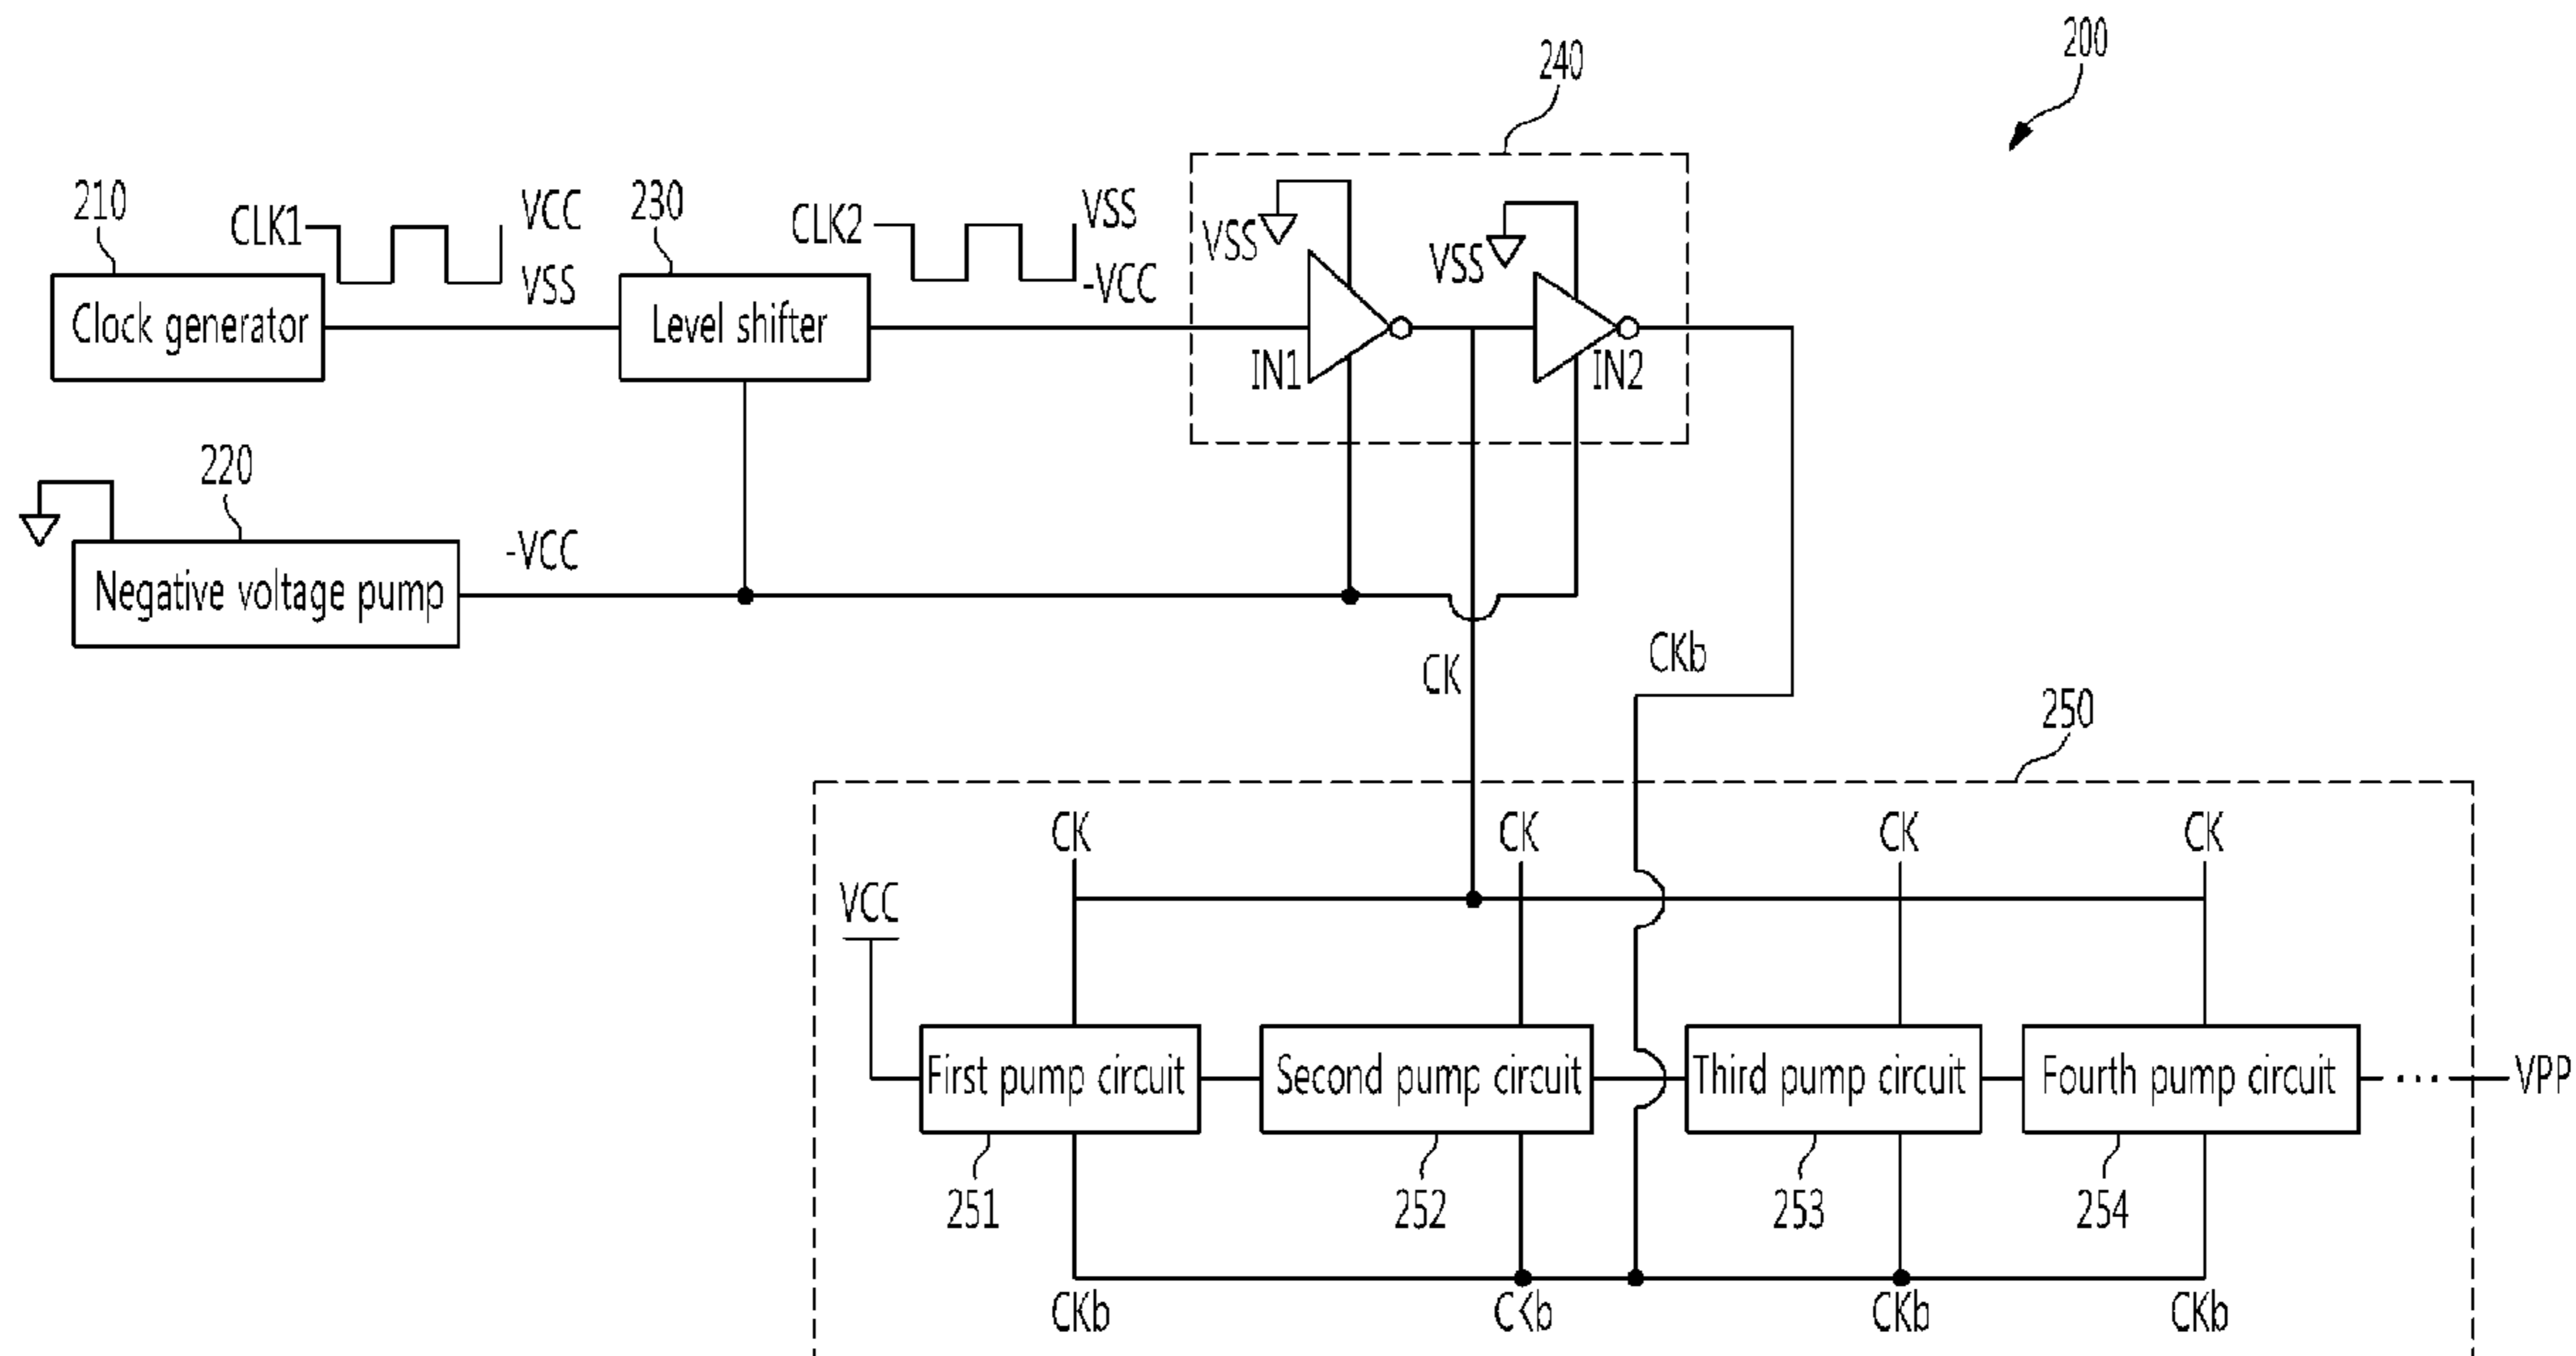 200
240
210
CLK1
VCC
VSS
230
CLK2
VSS
-VCC
VSS
VSS
Clock generator
Level shifter
IN1
IN2
220
-VCC
Negative voltage pump
CK
CKb
250
CK
CK
CK
CK
VCC
First pump circuit
Second pump circuit
Third pump circuit
Fourth pump circuit
...
VPP
251
252
253
254
CKb
CKb
CKb
CKb